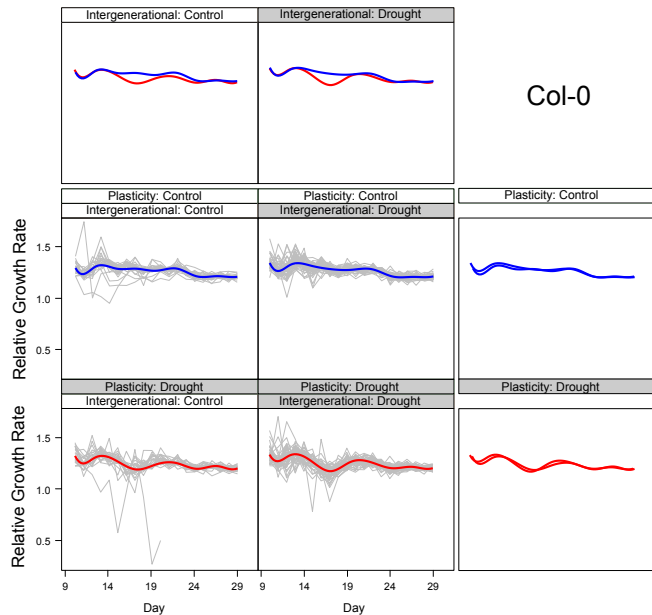 Intergenerational: Control
Intergenerational: Drought
Col-0
Plasticity: Control
Plasticity: Control
Plasticity: Control
Intergenerational: Control
Intergenerational: Drought
Relative Growth Rate
1.5
1.0
0.5
Plasticity: Drought
Plasticity: Drought
Plasticity: Drought
Intergenerational: Control
Intergenerational: Drought
Relative Growth Rate
1.5
1.0
0.5
9 14 19 24 29
9 14 19 24 29
Day
Day